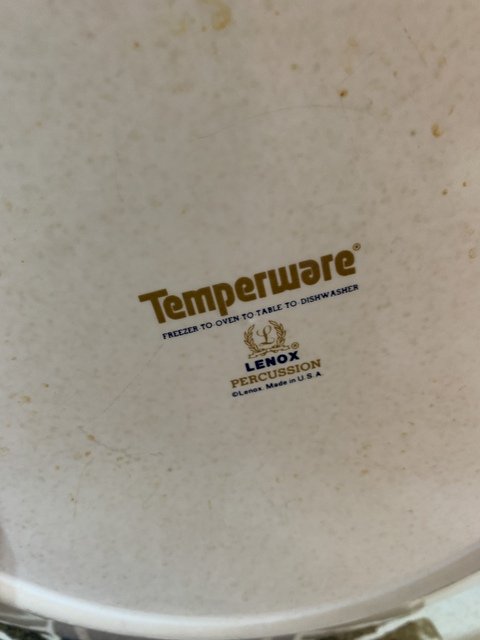 Temperware®
FREEZER TO OVEN TO TABLE TO DISHWASHER
L
LENOX®
PERCUSSION
©Lenox. Made in U.S.A.